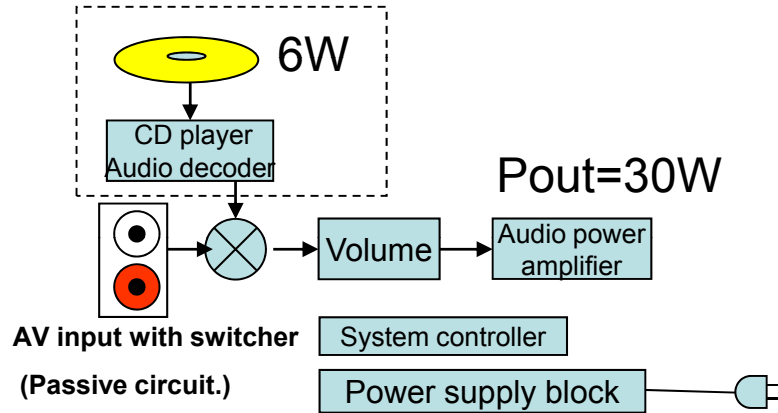 6W
CD player
Audio decoder
Pout=30W
Volume
Audio power
amplifier
AV input with switcher
(Passive circuit.)
System controller
Power supply block